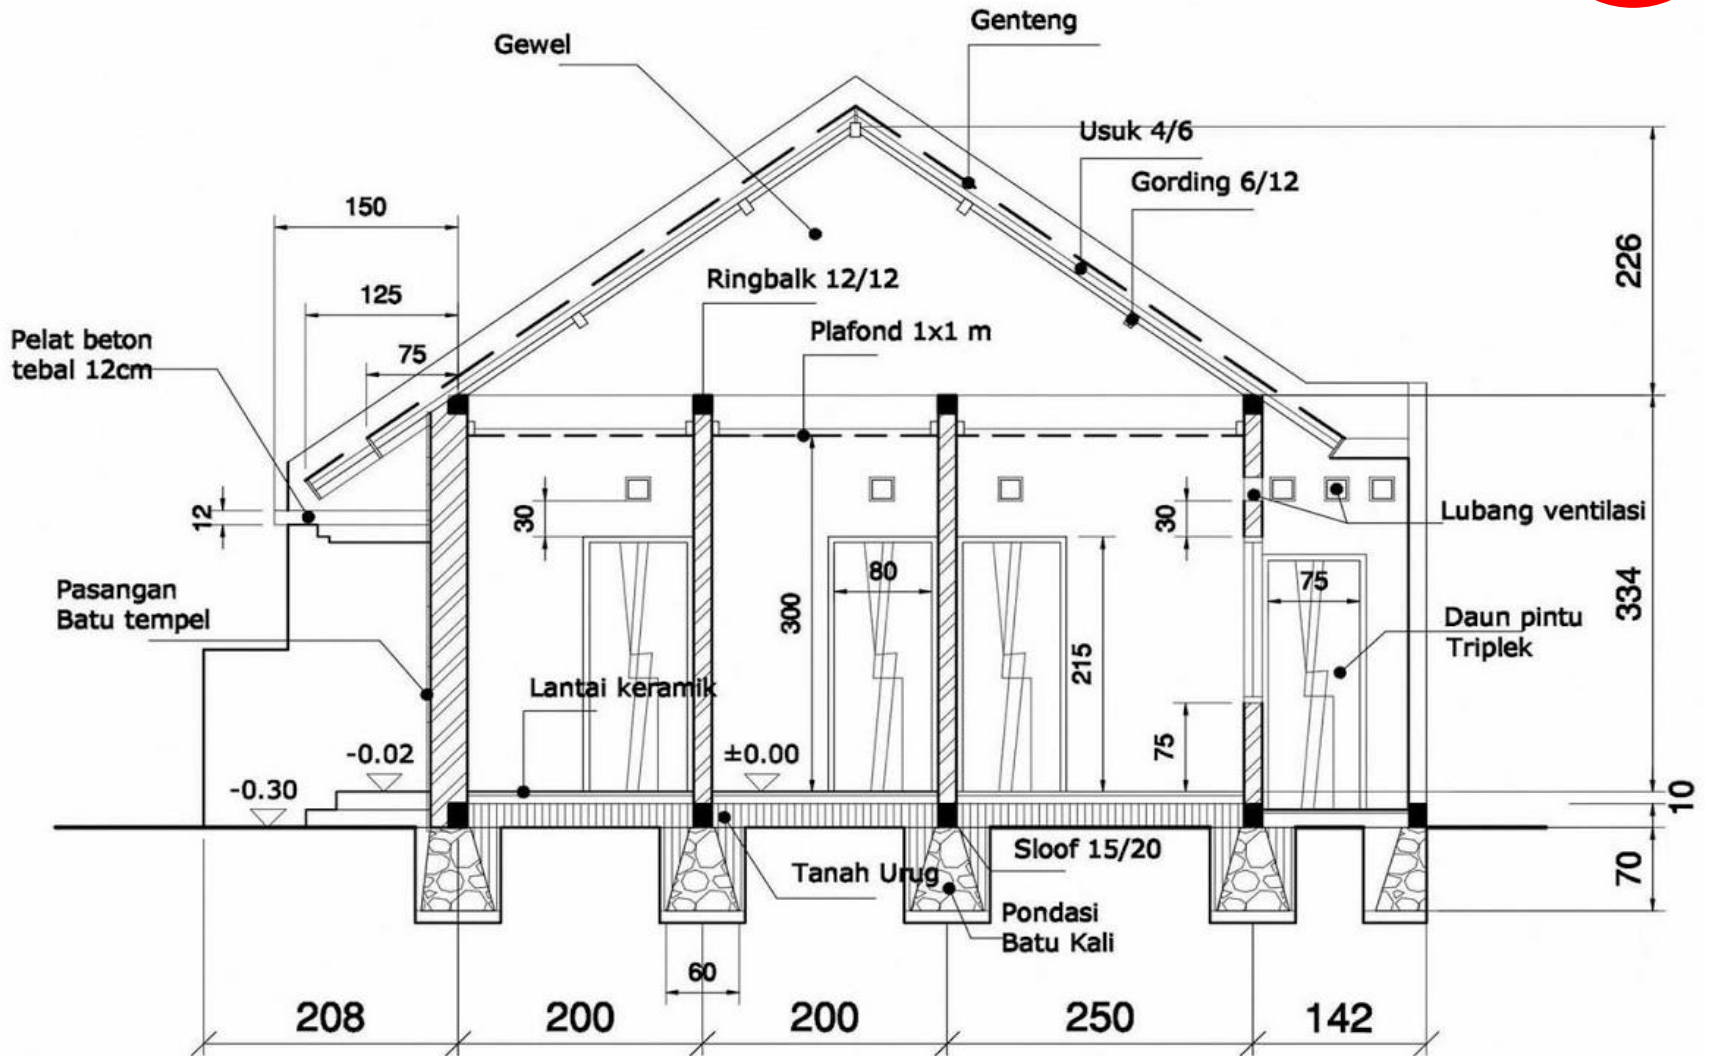 Genteng
Gewel
Usuk 4/6
Gording 6/12
150
226
Ringbalk 12/12
125
Plafond 1x1 m
Pelat beton
tebal 12cm
75
12
30
30
Lubang ventilasi
80
75
Pasangan
Batu tempel
300
334
Daun pintu
Triplek
215
Lantai keramik
75
-0.02
±0.00
-0.30
10
Sloof 15/20
Tanah Urug
70
Pondasi
Batu Kali
60
208
200
200
250
142